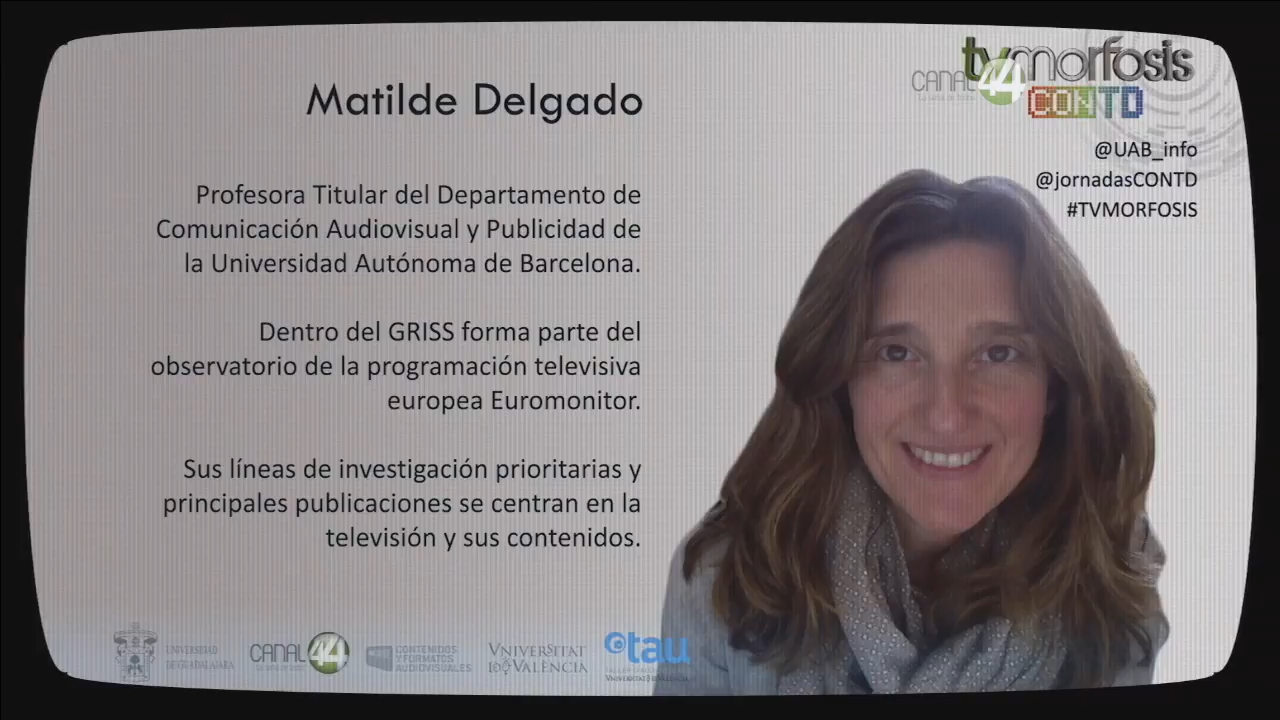 tvmorfosis
CANAL 44
CONTD
Matilde Delgado
@UAB_info
@jornadasCONTD
#TVMORFOSIS
Profesora Titular del Departamento de
Comunicación Audiovisual y Publicidad de
la Universidad Autónoma de Barcelona.
Dentro del GRISS forma parte del
observatorio de la programación televisiva
europea Euromonitor.
Sus líneas de investigación prioritarias y
principales publicaciones se centran en la
televisión y sus contenidos.
UNIVERSIDAD
DE GUADALAJARA
CANAL 44
CONTENIDOS
Y FORMATOS
AUDIOVISUALES
VNIVERSITAT
DE VALÈNCIA
tau
VNIVERSITAT DE VALÈNCIA